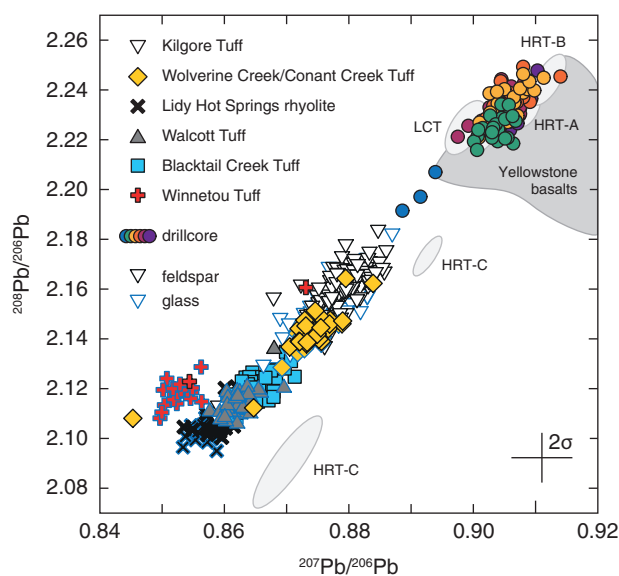 2.26
2.24
2.22
2.20
2.18
2.16
2.14
2.12
2.10
2.08
²⁰⁸Pb/²⁰⁶Pb
Kilgore Tuff
Wolverine Creek/Conant Creek Tuff
Lidy Hot Springs rhyolite
Walcott Tuff
Blacktail Creek Tuff
Winnetou Tuff
drillcore
feldspar
glass
HRT-B
LCT
HRT-A
Yellowstone
basalts
HRT-C
HRT-C
2σ
0.84
0.86
0.88
0.90
0.92
²⁰⁷Pb/²⁰⁶Pb